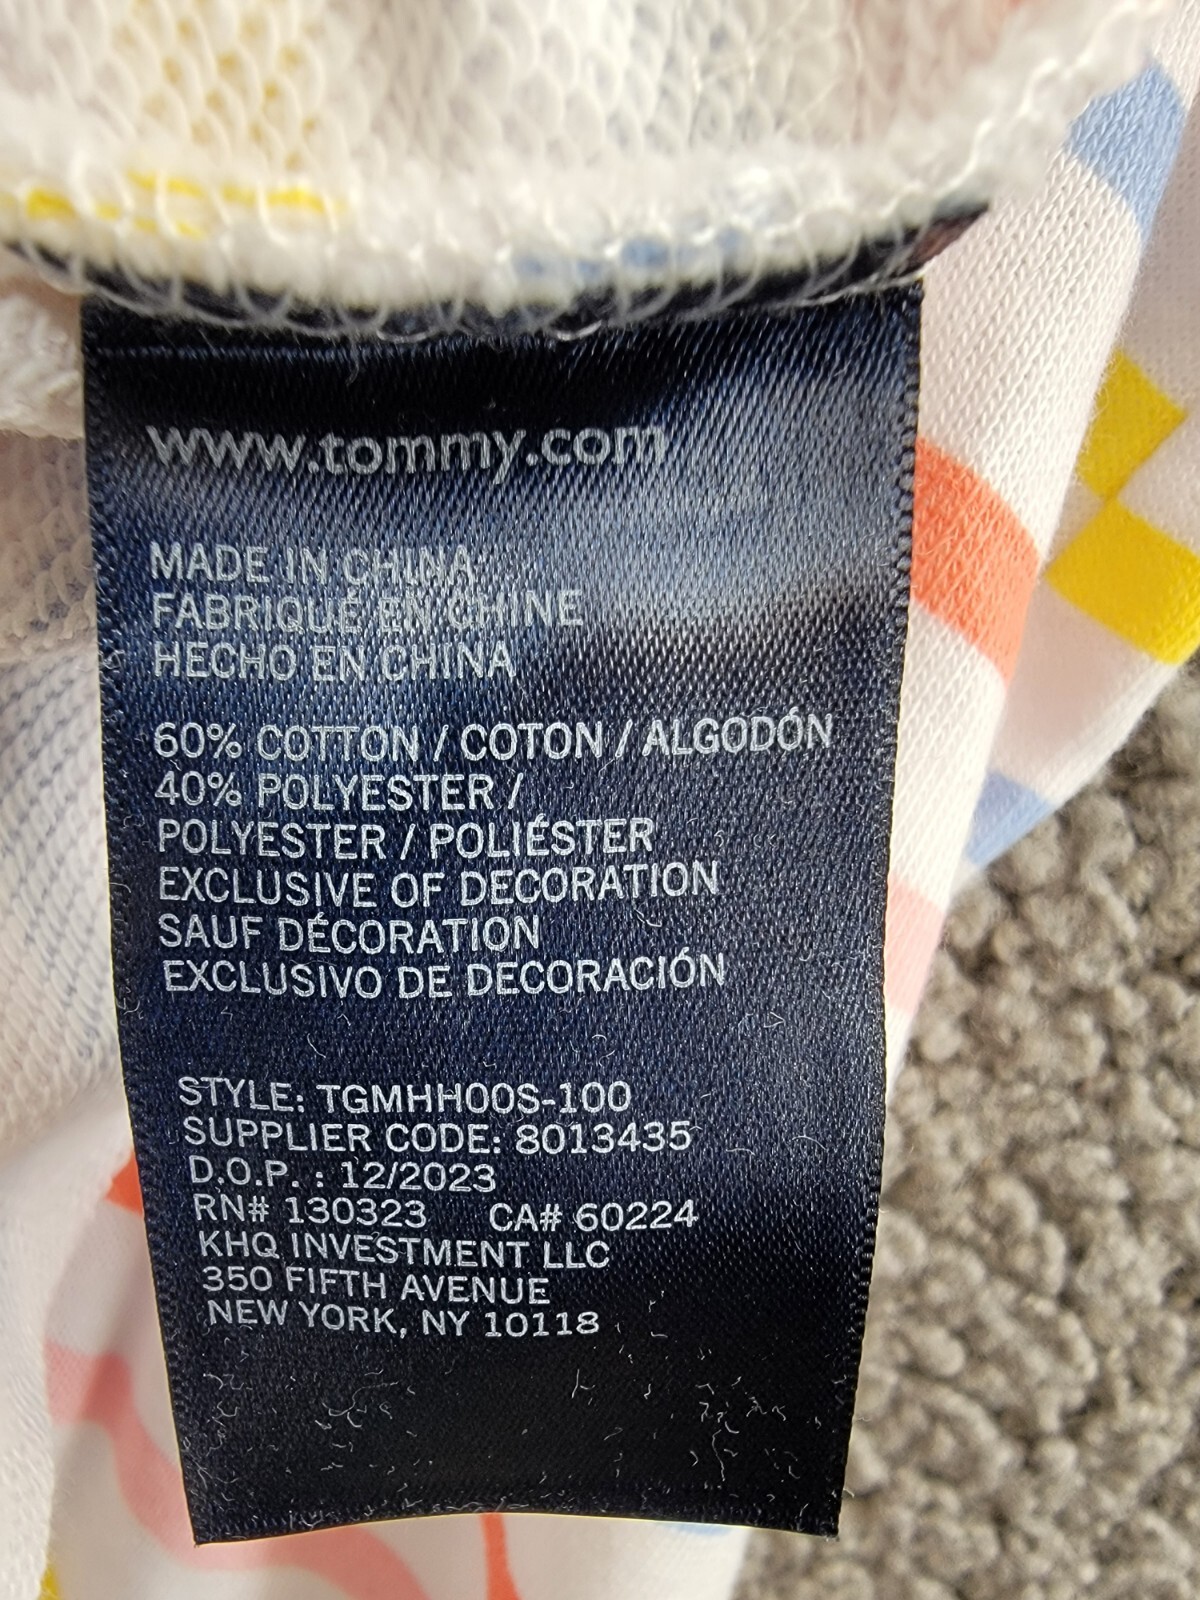 www.tommy.com
MADE IN CHINA
FABRIQUÉ EN CHINE
HECHO EN CHINA
60% COTTON / COTON / ALGODÓN
40% POLYESTER /
POLYESTER / POLIÉSTER
EXCLUSIVE OF DECORATION
SAUF DÉCORATION
EXCLUSIVO DE DECORACIÓN
STYLE: TGMHH00S-100
SUPPLIER CODE: 8013435
D.O.P. : 12/2023
RN# 130323 CA# 60224
KHQ INVESTMENT LLC
350 FIFTH AVENUE
NEW YORK, NY 10118